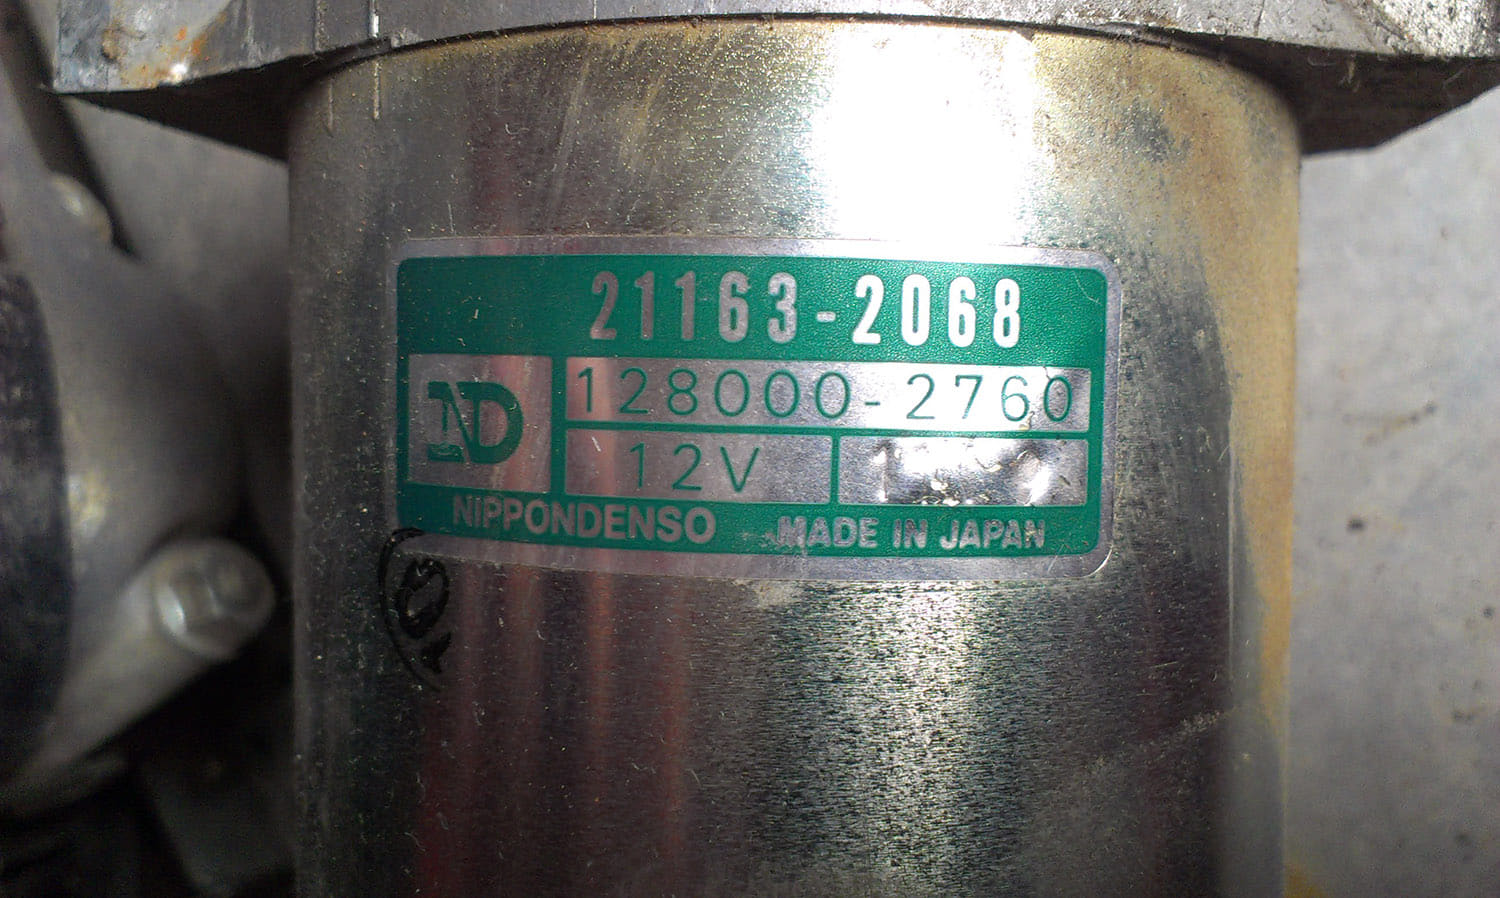 21163-2068
ND
128000-2760
12V
NIPPONDENSO MADE IN JAPAN